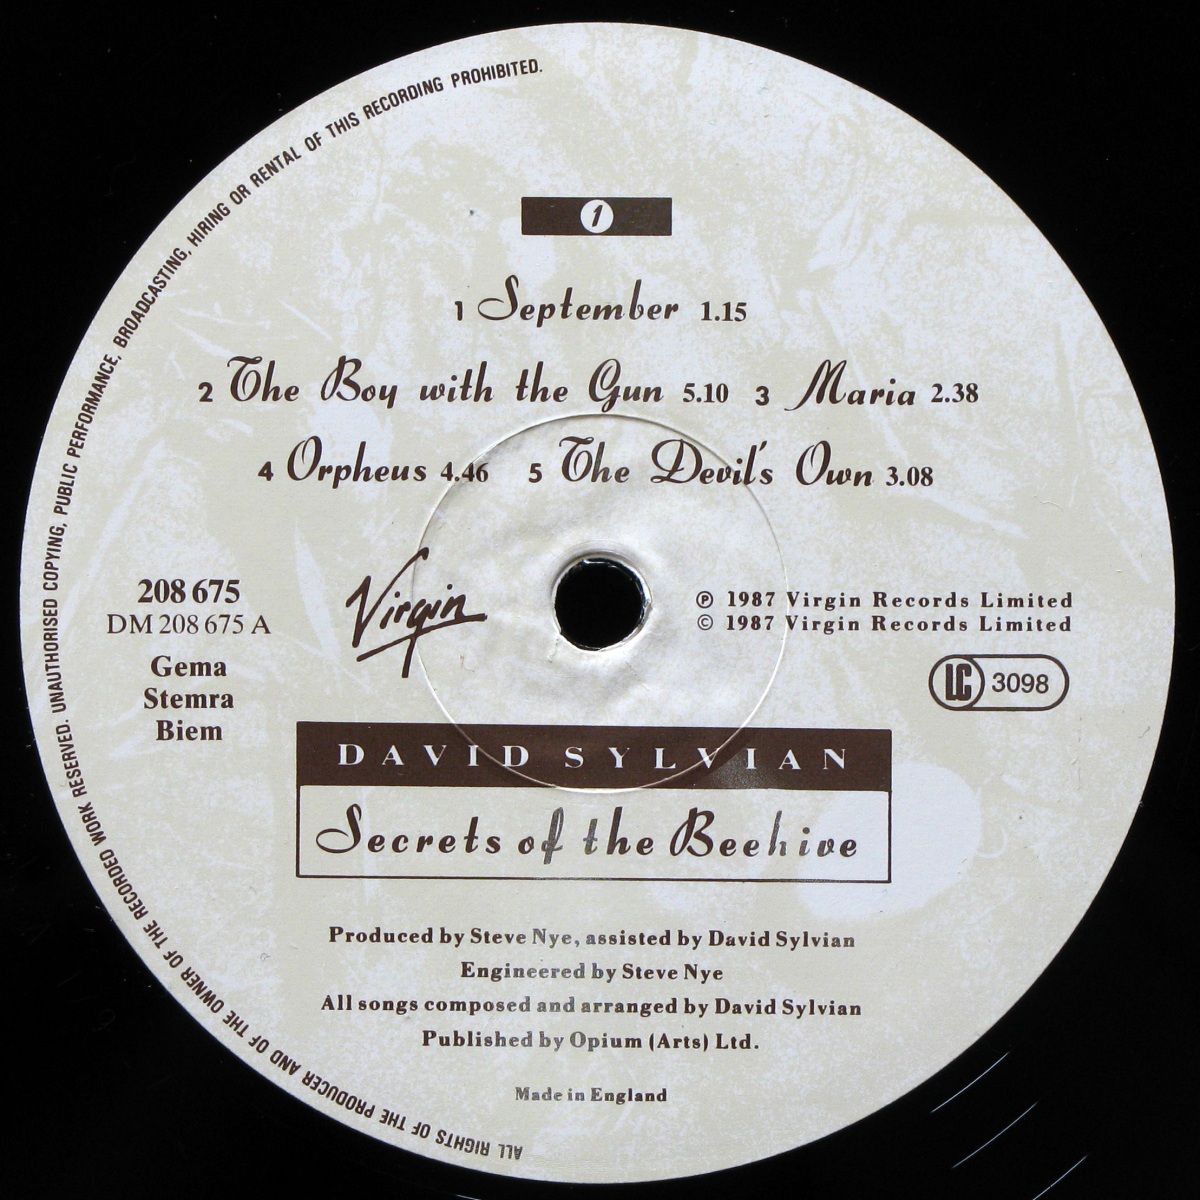 1
1 September 1.15
2 The Boy with the Gun 5.10 3 Maria 2.38
4 Orpheus 4.46 5 The Devil's Own 3.08
208 675
DM 208 675 A
Gema
Stemra
Biem
Virgin
℗ 1987 Virgin Records Limited
© 1987 Virgin Records Limited
LC 3098
DAVID SYLVIAN
Secrets of the Beehive
Produced by Steve Nye, assisted by David Sylvian
Engineered by Steve Nye
All songs composed and arranged by David Sylvian
Published by Opium (Arts) Ltd.
Made in England
ALL RIGHTS OF THE PRODUCER AND OF THE OWNER OF THE RECORDED WORK RESERVED. UNAUTHORISED COPYING, PUBLIC PERFORMANCE, BROADCASTING, HIRING OR RENTAL OF THIS RECORDING PROHIBITED.